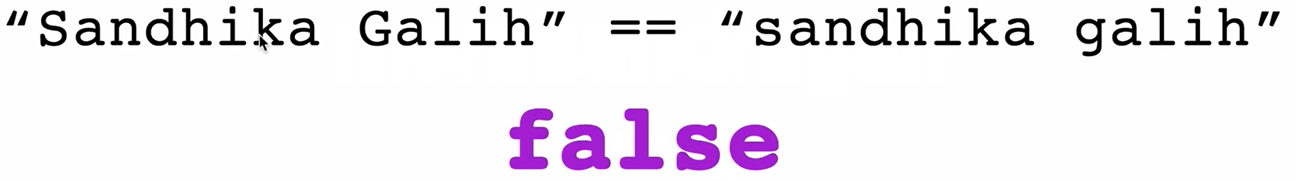 “Sandhika Galih” == “sandhika galih”
false